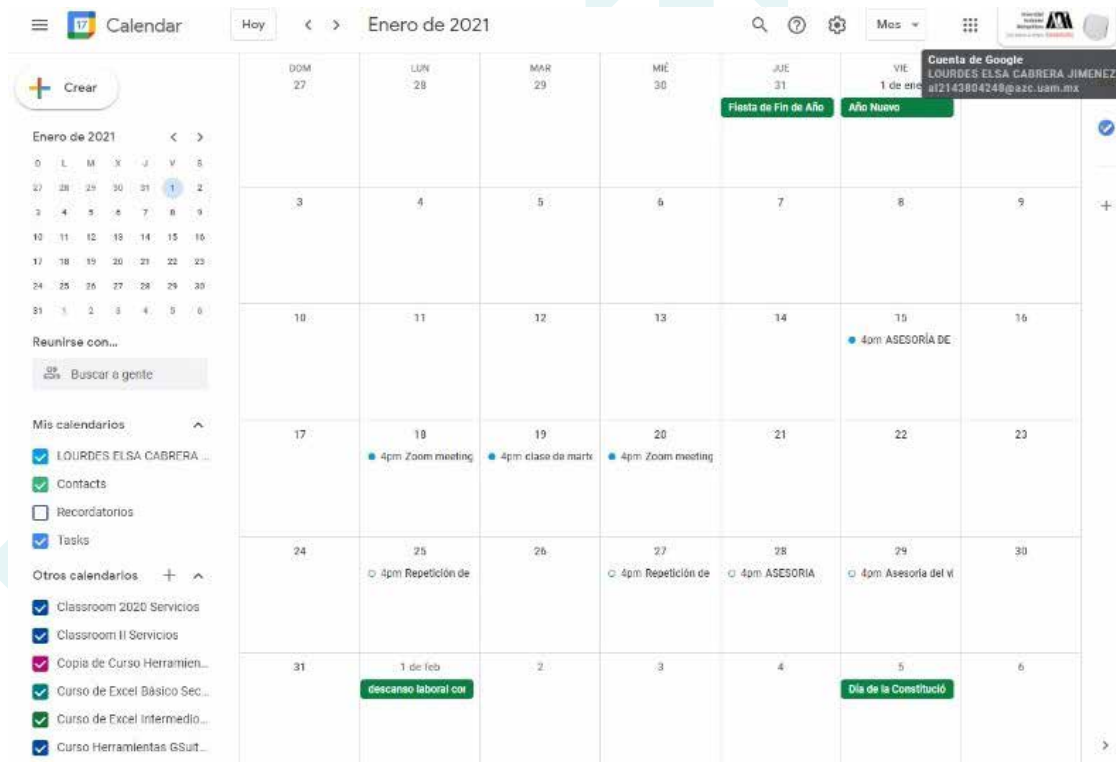 17 Calendar Hoy < > Enero de 2021 Mes
Cuenta de Google
LOURDES ELSA CABRERA JIMENEZ
al2143804248@azc.uam.mx
Crear
Enero de 2021 < >
D L M X J V S
27 28 29 30 31 1 2
3 4 5 6 7 8 9
10 11 12 13 14 15 16
17 18 19 20 21 22 23
24 25 26 27 28 29 30
31 1 2 3 4 5 6
Reunirse con...
Buscar a gente
Mis calendarios
LOURDES ELSA CABRERA ...
Contacts
Recordatorios
Tasks
Otros calendarios +
Classroom 2020 Servicios
Classroom II Servicios
Copia de Curso Herramien...
Curso de Excel Básico Sec...
Curso de Excel Intermedio...
Curso Herramientas GSuit...
DOM LUN MAR MIÉ JUE VIE
27 28 29 30 31 1 de ene
Fiesta de Fin de Año Año Nuevo
3 4 5 6 7 8 9
10 11 12 13 14 15 16
4pm ASESORÍA DE
17 18 19 20 21 22 23
4pm Zoom meeting 4pm clase de marte 4pm Zoom meeting
24 25 26 27 28 29 30
4pm Repetición de 4pm Repetición de 4pm ASESORIA 4pm Asesoria del vi
31 1 de feb 2 3 4 5 6
descanso laboral cor Día de la Constitució